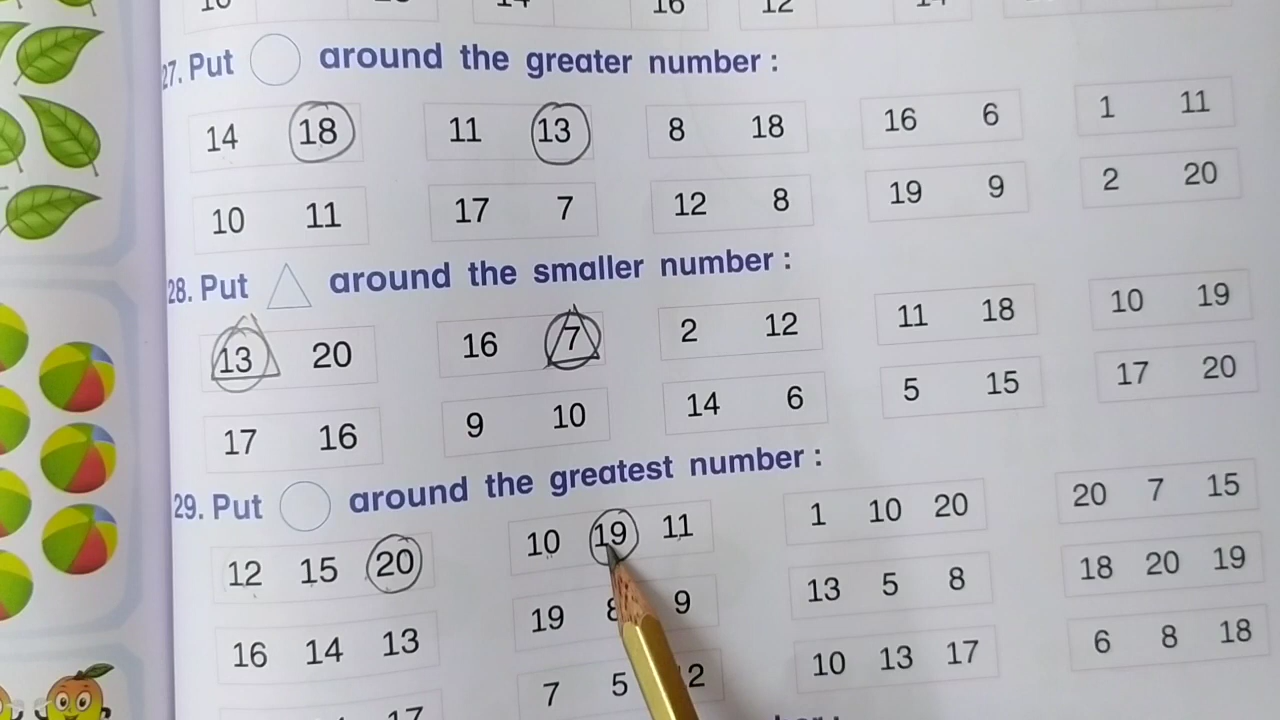 16 12
27. Put around the greater number :
14 18 11 13 8 18 16 6 1 11
10 11 17 7 12 8 19 9 2 20
28. Put around the smaller number :
13 20 16 7 2 12 11 18 10 19
17 16 9 10 14 6 5 15 17 20
29. Put around the greatest number :
12 15 20 10 19 11 1 10 20 20 7 15
16 14 13 19 9 13 5 8 18 20 19
7 5 10 13 17 6 8 18
17